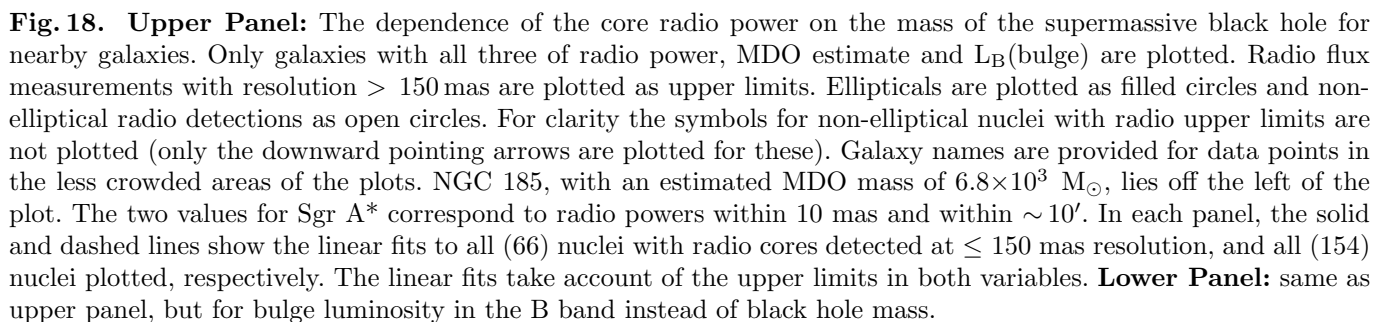 Fig. 18. Upper Panel: The dependence of the core radio power on the mass of the supermassive black hole for
nearby galaxies. Only galaxies with all three of radio power, MDO estimate and L_B(bulge) are plotted. Radio flux
measurements with resolution > 150 mas are plotted as upper limits. Ellipticals are plotted as filled circles and non-
elliptical radio detections as open circles. For clarity the symbols for non-elliptical nuclei with radio upper limits are
not plotted (only the downward pointing arrows are plotted for these). Galaxy names are provided for data points in
the less crowded areas of the plots. NGC 185, with an estimated MDO mass of 6.8×10³ M⊙, lies off the left of the
plot. The two values for Sgr A* correspond to radio powers within 10 mas and within ∼ 10′. In each panel, the solid
and dashed lines show the linear fits to all (66) nuclei with radio cores detected at ≤ 150 mas resolution, and all (154)
nuclei plotted, respectively. The linear fits take account of the upper limits in both variables. Lower Panel: same as
upper panel, but for bulge luminosity in the B band instead of black hole mass.